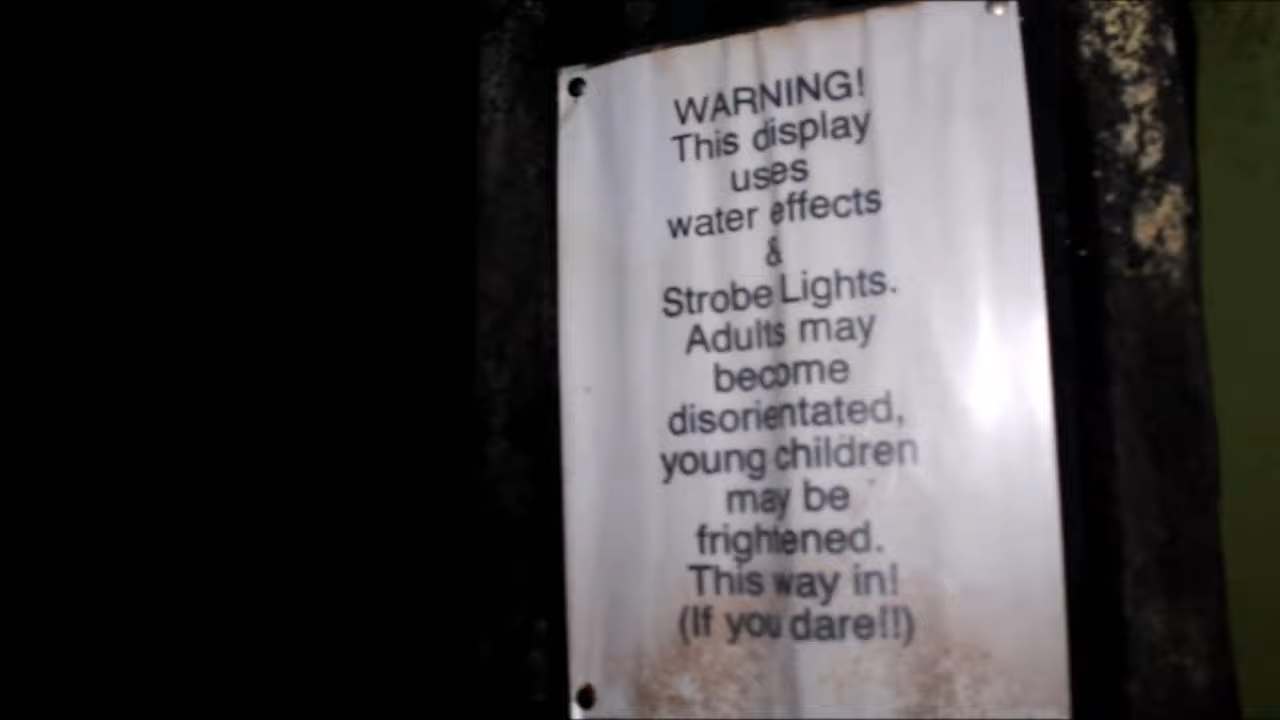 WARNING!
This display
uses
water effects
&
Strobe Lights.
Adults may
become
disorientated,
young children
may be
frightened.
This way in!
(If you dare!!)